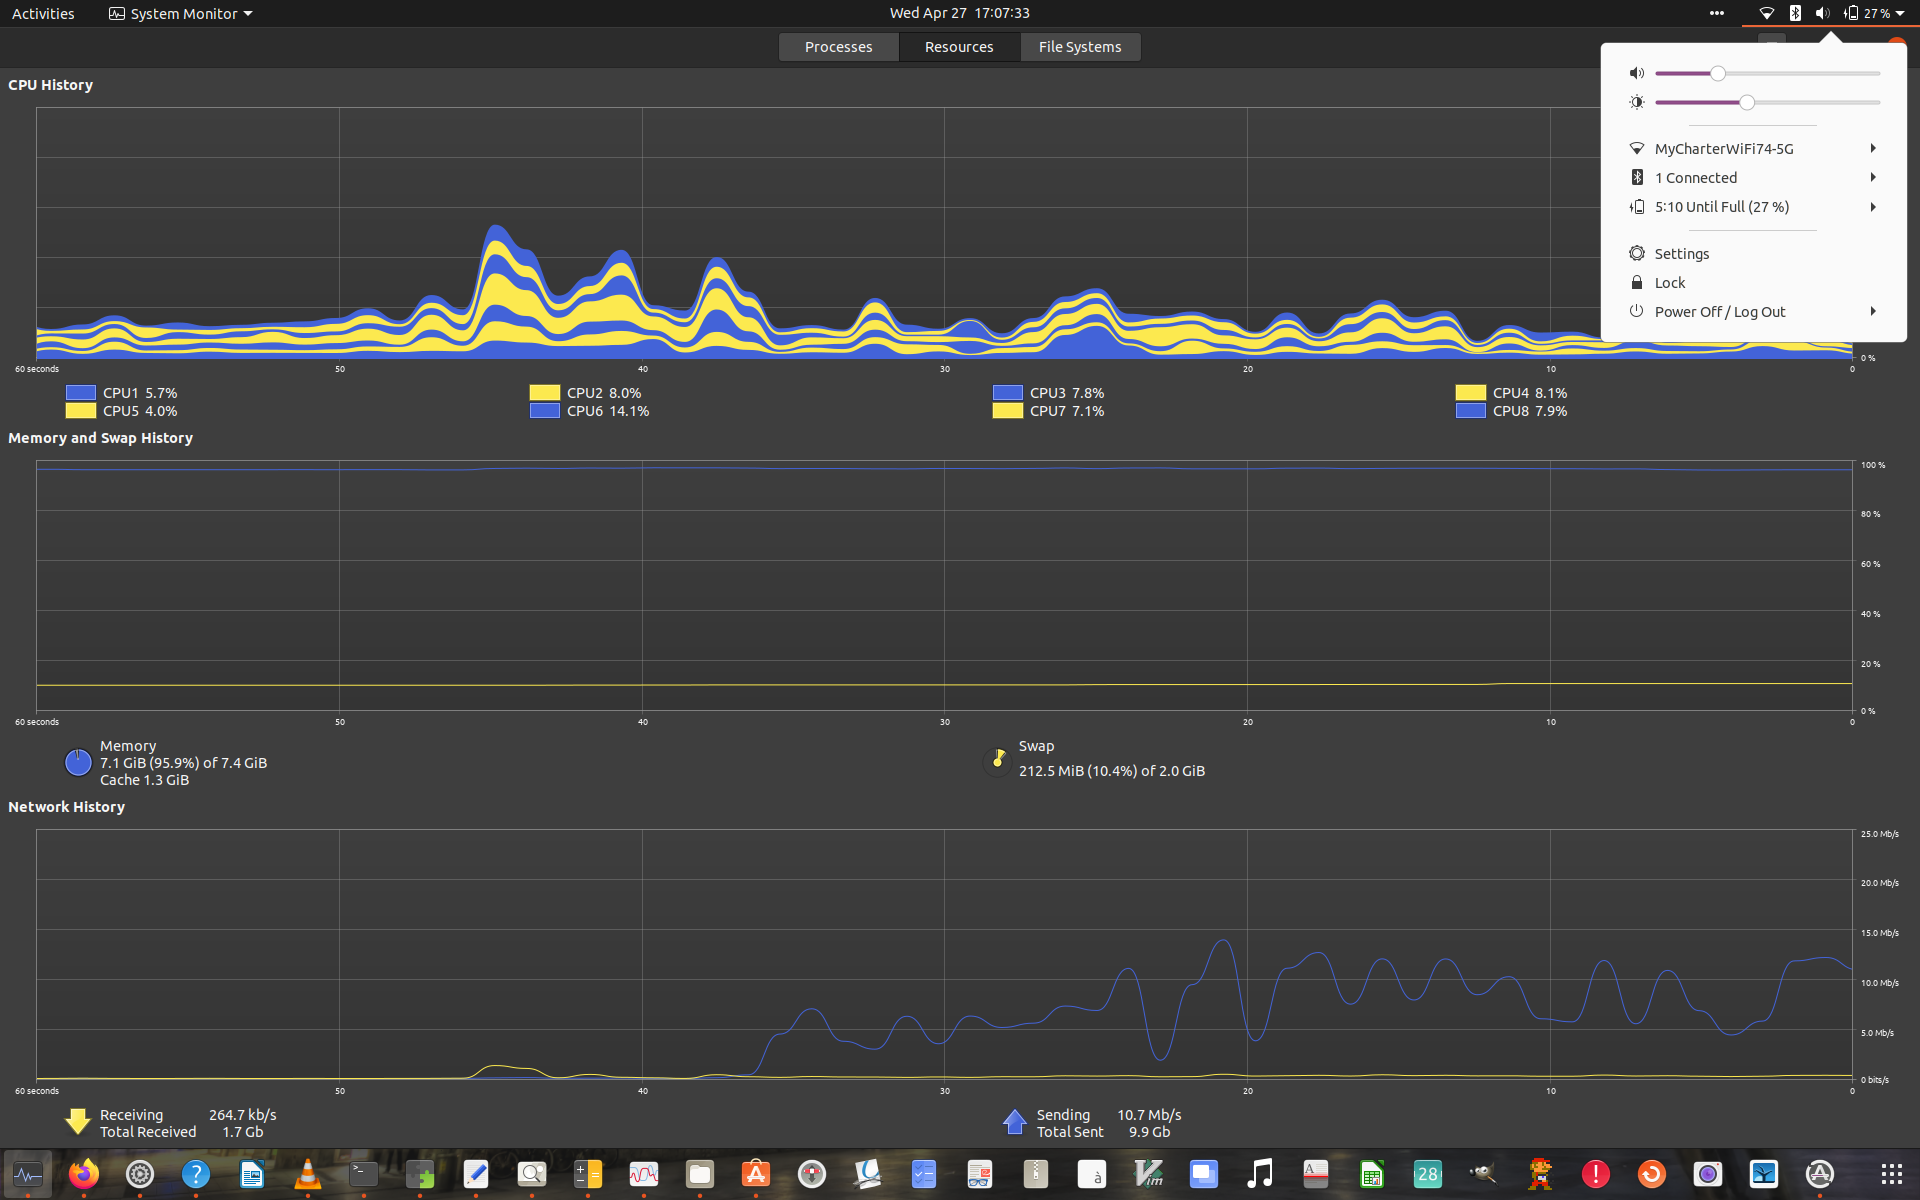 Activities
System Monitor
Wed Apr 27 17:07:33
27 %
Processes
Resources
File Systems
MyCharterWiFi74-5G
1 Connected
5:10 Until Full (27 %)
Settings
Lock
Power Off / Log Out
CPU History
0 %
60 seconds 50 40 30 20 10 0
CPU1 5.7% CPU2 8.0% CPU3 7.8% CPU4 8.1%
CPU5 4.0% CPU6 14.1% CPU7 7.1% CPU8 7.9%
Memory and Swap History
100 %
80 %
60 %
40 %
20 %
0 %
60 seconds 50 40 30 20 10 0
Memory
7.1 GiB (95.9%) of 7.4 GiB
Cache 1.3 GiB
Swap
212.5 MiB (10.4%) of 2.0 GiB
Network History
25.0 Mb/s
20.0 Mb/s
15.0 Mb/s
10.0 Mb/s
5.0 Mb/s
0 bits/s
60 seconds 50 40 30 20 10 0
Receiving 264.7 kb/s
Total Received 1.7 Gb
Sending 10.7 Mb/s
Total Sent 9.9 Gb
?
>_
à
Vim
A
28
!